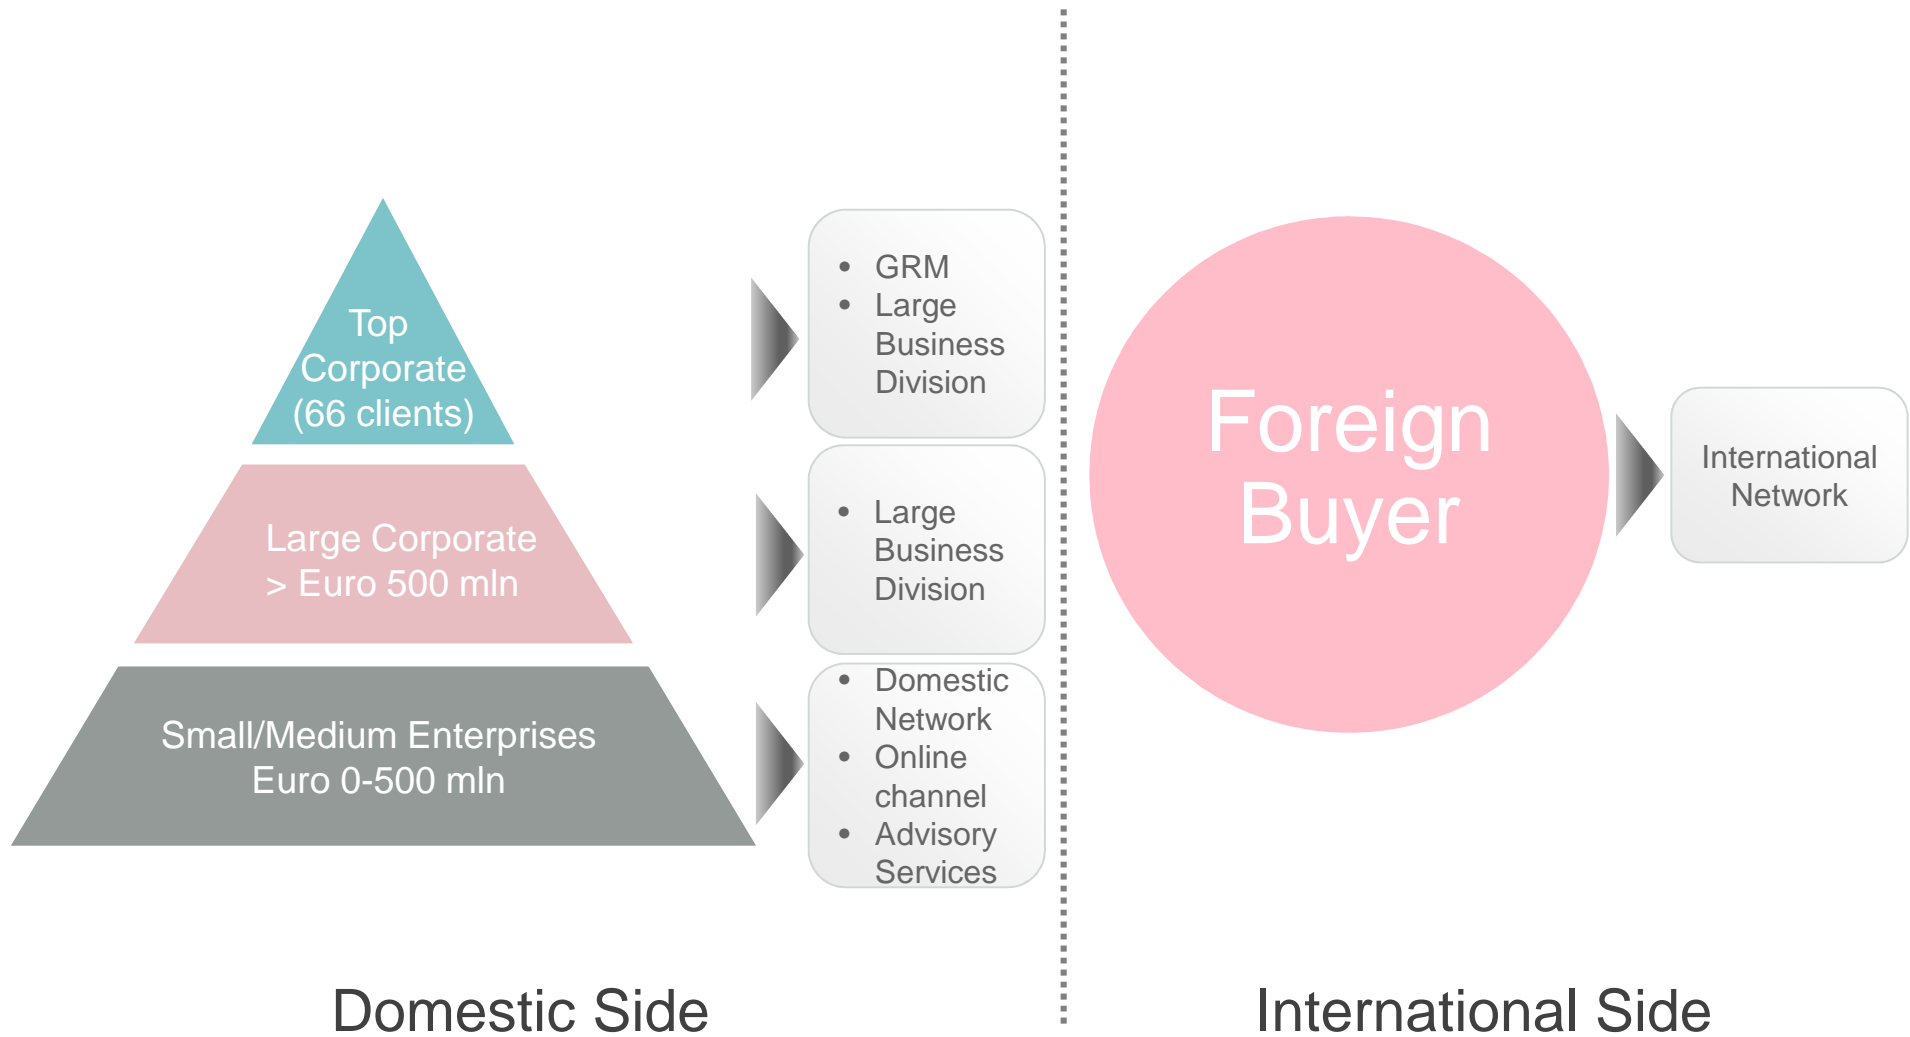 Top
Corporate
(66 clients)
• GRM
• Large
Business
Division
Large Corporate
> Euro 500 mln
• Large
Business
Division
Small/Medium Enterprises
Euro 0-500 mln
• Domestic
Network
• Online
channel
• Advisory
Services
Domestic Side
Foreign
Buyer
International
Network
International Side